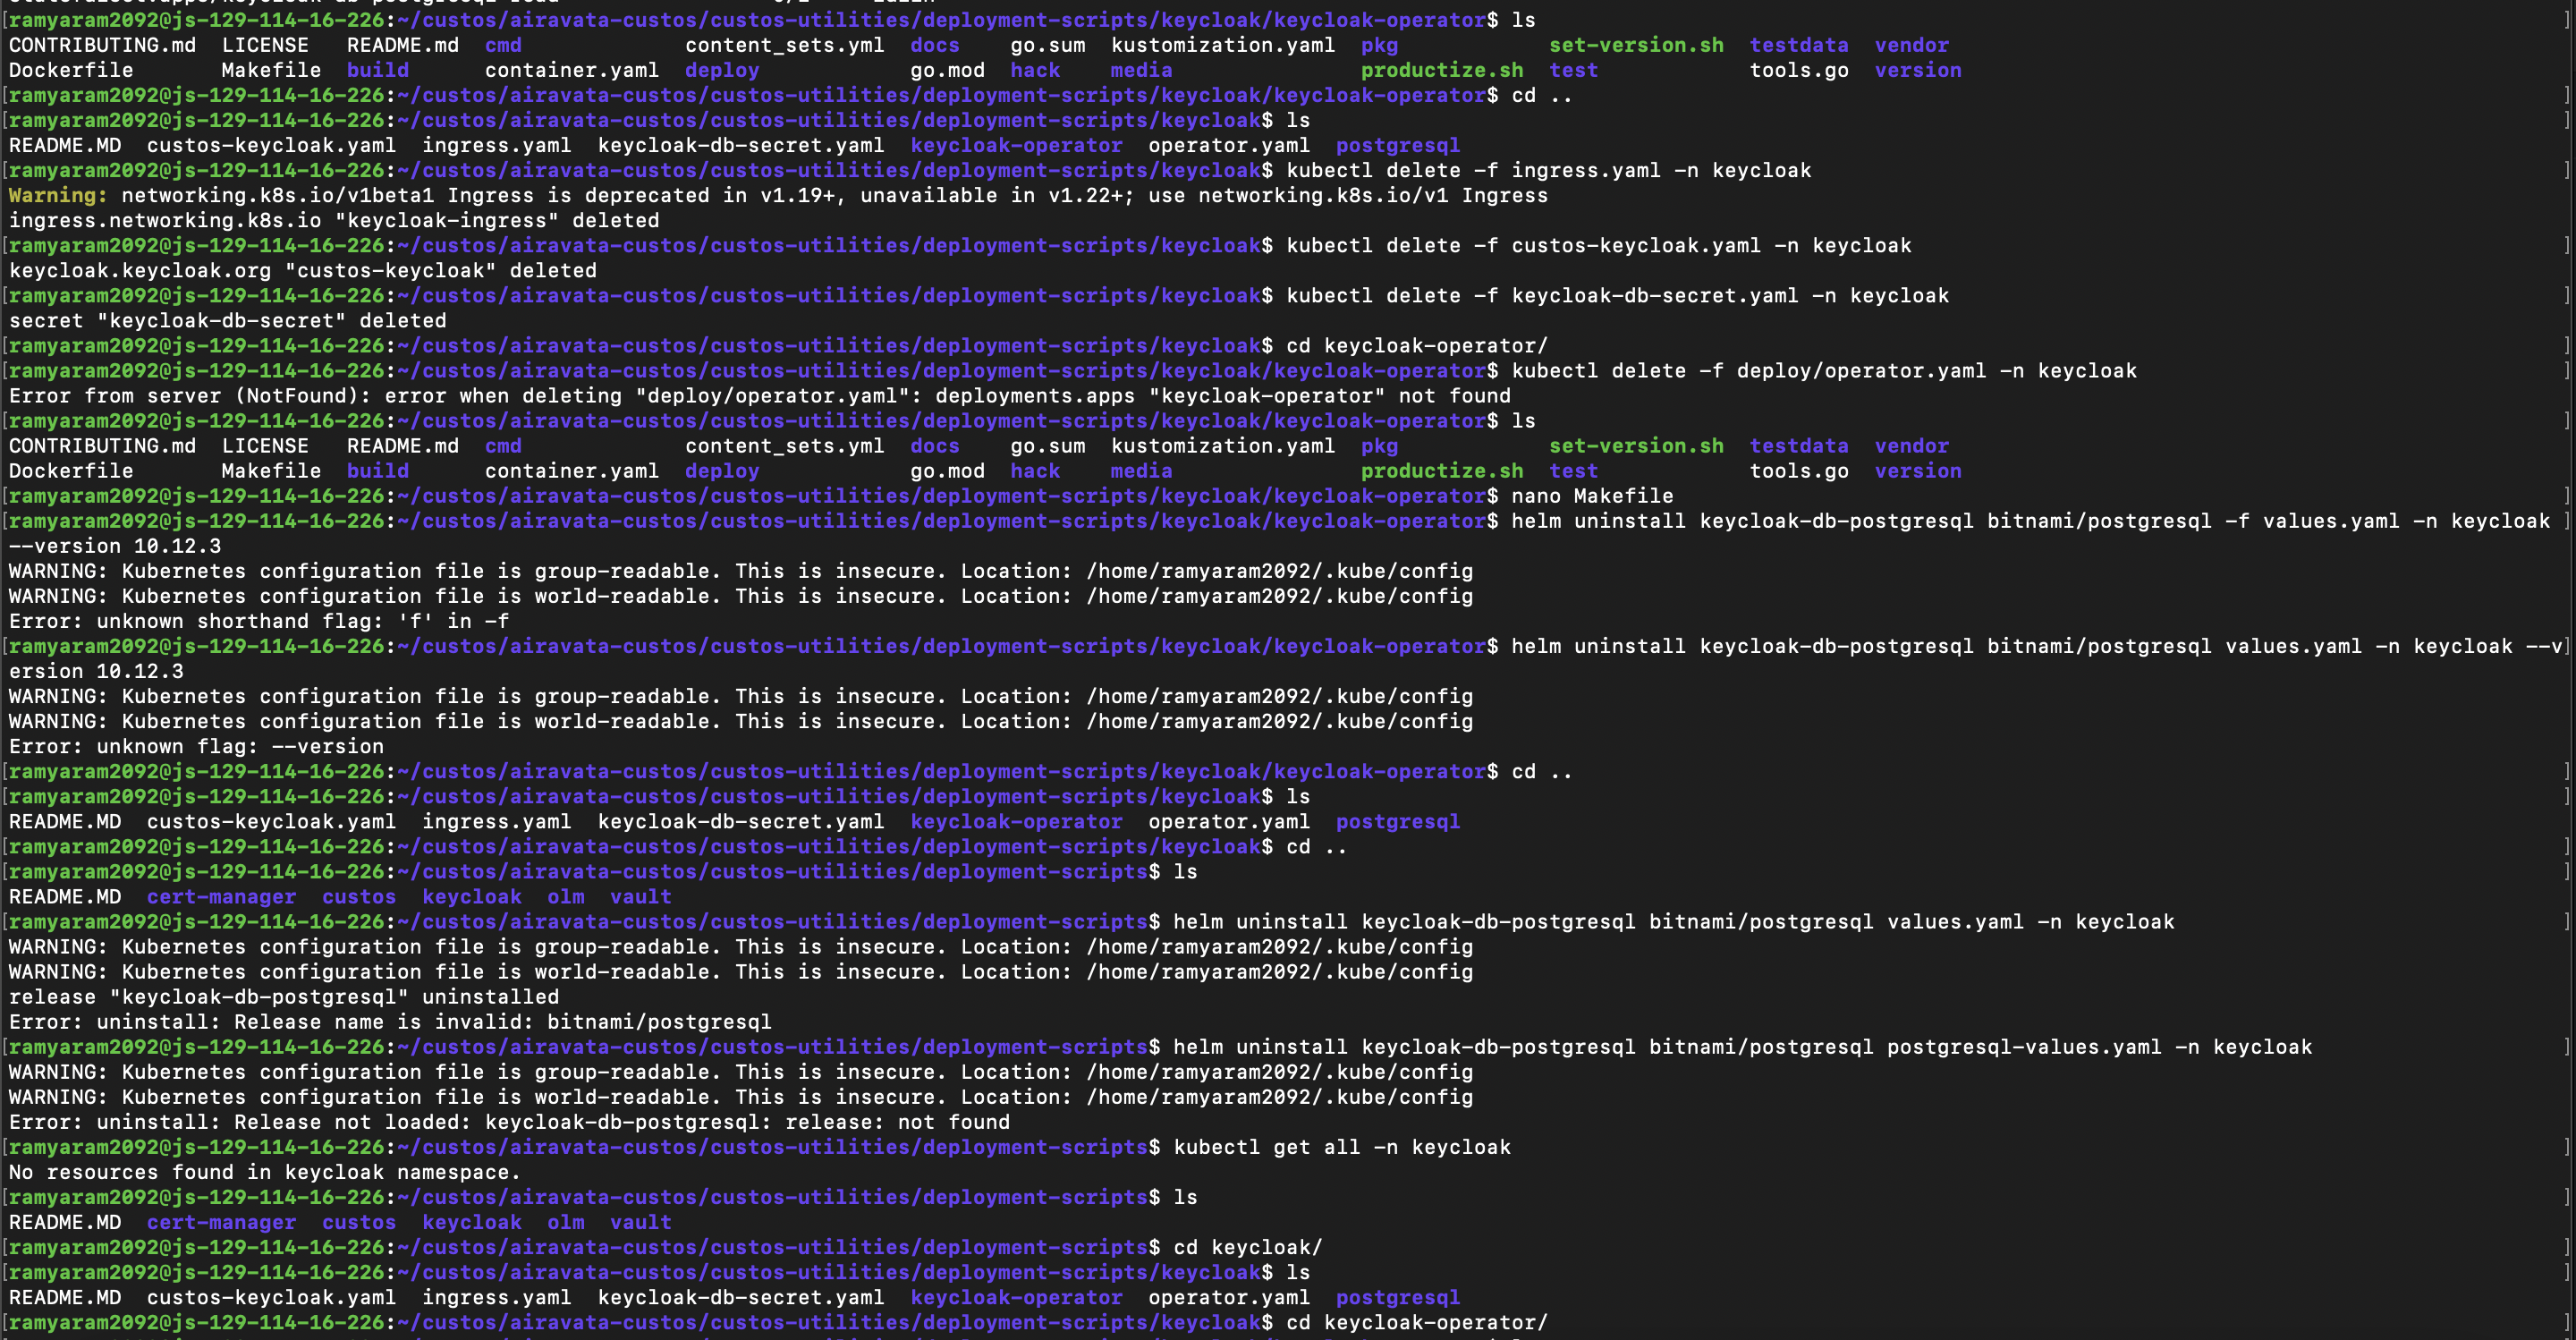 ramyaram2092@js-129-114-16-226:~/custos/airavata-custos/custos-utilities/deployment-scripts/keycloak/keycloak-operator$ ls
CONTRIBUTING.md  LICENSE   README.md  cmd             content_sets.yml  docs    go.sum  kustomization.yaml  pkg            set-version.sh  testdata  vendor
Dockerfile       Makefile  build      container.yaml  deploy            go.mod  hack    media               productize.sh  test            tools.go  version
ramyaram2092@js-129-114-16-226:~/custos/airavata-custos/custos-utilities/deployment-scripts/keycloak/keycloak-operator$ cd ..
ramyaram2092@js-129-114-16-226:~/custos/airavata-custos/custos-utilities/deployment-scripts/keycloak$ ls
README.MD  custos-keycloak.yaml  ingress.yaml  keycloak-db-secret.yaml  keycloak-operator  operator.yaml  postgresql
ramyaram2092@js-129-114-16-226:~/custos/airavata-custos/custos-utilities/deployment-scripts/keycloak$ kubectl delete -f ingress.yaml -n keycloak
Warning: networking.k8s.io/v1beta1 Ingress is deprecated in v1.19+, unavailable in v1.22+; use networking.k8s.io/v1 Ingress
ingress.networking.k8s.io "keycloak-ingress" deleted
ramyaram2092@js-129-114-16-226:~/custos/airavata-custos/custos-utilities/deployment-scripts/keycloak$ kubectl delete -f custos-keycloak.yaml -n keycloak
keycloak.keycloak.org "custos-keycloak" deleted
ramyaram2092@js-129-114-16-226:~/custos/airavata-custos/custos-utilities/deployment-scripts/keycloak$ kubectl delete -f keycloak-db-secret.yaml -n keycloak
secret "keycloak-db-secret" deleted
ramyaram2092@js-129-114-16-226:~/custos/airavata-custos/custos-utilities/deployment-scripts/keycloak$ cd keycloak-operator/
ramyaram2092@js-129-114-16-226:~/custos/airavata-custos/custos-utilities/deployment-scripts/keycloak/keycloak-operator$ kubectl delete -f deploy/operator.yaml -n keycloak
Error from server (NotFound): error when deleting "deploy/operator.yaml": deployments.apps "keycloak-operator" not found
ramyaram2092@js-129-114-16-226:~/custos/airavata-custos/custos-utilities/deployment-scripts/keycloak/keycloak-operator$ ls
CONTRIBUTING.md  LICENSE   README.md  cmd             content_sets.yml  docs    go.sum  kustomization.yaml  pkg            set-version.sh  testdata  vendor
Dockerfile       Makefile  build      container.yaml  deploy            go.mod  hack    media               productize.sh  test            tools.go  version
ramyaram2092@js-129-114-16-226:~/custos/airavata-custos/custos-utilities/deployment-scripts/keycloak/keycloak-operator$ nano Makefile
ramyaram2092@js-129-114-16-226:~/custos/airavata-custos/custos-utilities/deployment-scripts/keycloak/keycloak-operator$ helm uninstall keycloak-db-postgresql bitnami/postgresql -f values.yaml -n keycloak
--version 10.12.3
WARNING: Kubernetes configuration file is group-readable. This is insecure. Location: /home/ramyaram2092/.kube/config
WARNING: Kubernetes configuration file is world-readable. This is insecure. Location: /home/ramyaram2092/.kube/config
Error: unknown shorthand flag: 'f' in -f
ramyaram2092@js-129-114-16-226:~/custos/airavata-custos/custos-utilities/deployment-scripts/keycloak/keycloak-operator$ helm uninstall keycloak-db-postgresql bitnami/postgresql values.yaml -n keycloak --v
ersion 10.12.3
WARNING: Kubernetes configuration file is group-readable. This is insecure. Location: /home/ramyaram2092/.kube/config
WARNING: Kubernetes configuration file is world-readable. This is insecure. Location: /home/ramyaram2092/.kube/config
Error: unknown flag: --version
ramyaram2092@js-129-114-16-226:~/custos/airavata-custos/custos-utilities/deployment-scripts/keycloak/keycloak-operator$ cd ..
ramyaram2092@js-129-114-16-226:~/custos/airavata-custos/custos-utilities/deployment-scripts/keycloak$ ls
README.MD  custos-keycloak.yaml  ingress.yaml  keycloak-db-secret.yaml  keycloak-operator  operator.yaml  postgresql
ramyaram2092@js-129-114-16-226:~/custos/airavata-custos/custos-utilities/deployment-scripts/keycloak$ cd ..
ramyaram2092@js-129-114-16-226:~/custos/airavata-custos/custos-utilities/deployment-scripts$ ls
README.MD  cert-manager  custos  keycloak  olm  vault
ramyaram2092@js-129-114-16-226:~/custos/airavata-custos/custos-utilities/deployment-scripts$ helm uninstall keycloak-db-postgresql bitnami/postgresql values.yaml -n keycloak
WARNING: Kubernetes configuration file is group-readable. This is insecure. Location: /home/ramyaram2092/.kube/config
WARNING: Kubernetes configuration file is world-readable. This is insecure. Location: /home/ramyaram2092/.kube/config
release "keycloak-db-postgresql" uninstalled
Error: uninstall: Release name is invalid: bitnami/postgresql
ramyaram2092@js-129-114-16-226:~/custos/airavata-custos/custos-utilities/deployment-scripts$ helm uninstall keycloak-db-postgresql bitnami/postgresql postgresql-values.yaml -n keycloak
WARNING: Kubernetes configuration file is group-readable. This is insecure. Location: /home/ramyaram2092/.kube/config
WARNING: Kubernetes configuration file is world-readable. This is insecure. Location: /home/ramyaram2092/.kube/config
Error: uninstall: Release not loaded: keycloak-db-postgresql: release: not found
ramyaram2092@js-129-114-16-226:~/custos/airavata-custos/custos-utilities/deployment-scripts$ kubectl get all -n keycloak
No resources found in keycloak namespace.
ramyaram2092@js-129-114-16-226:~/custos/airavata-custos/custos-utilities/deployment-scripts$ ls
README.MD  cert-manager  custos  keycloak  olm  vault
ramyaram2092@js-129-114-16-226:~/custos/airavata-custos/custos-utilities/deployment-scripts$ cd keycloak/
ramyaram2092@js-129-114-16-226:~/custos/airavata-custos/custos-utilities/deployment-scripts/keycloak$ ls
README.MD  custos-keycloak.yaml  ingress.yaml  keycloak-db-secret.yaml  keycloak-operator  operator.yaml  postgresql
ramyaram2092@js-129-114-16-226:~/custos/airavata-custos/custos-utilities/deployment-scripts/keycloak$ cd keycloak-operator/